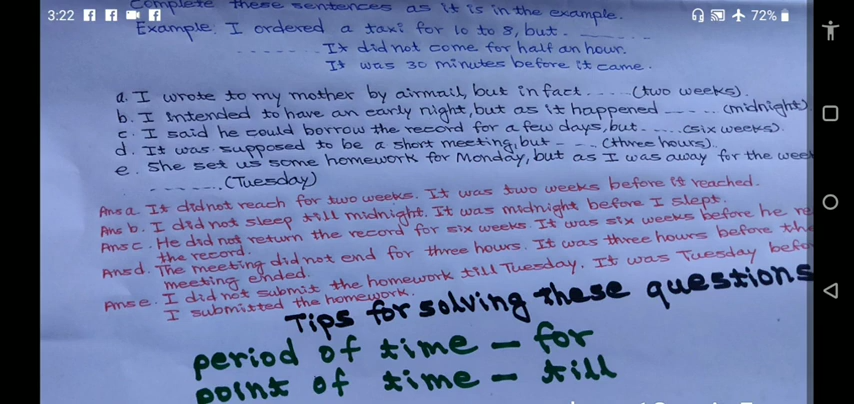 3:22
72%
Complete these sentences as it is in the example.
Example. I ordered a taxi for 10 to 8, but. .........
......... It did not come for half an hour.
It was 30 minutes before it came.
a. I wrote to my mother by airmail, but in fact ...... (two weeks).
b. I intended to have an early night, but as it happened ....... (midnight)
c. I said he could borrow the record for a few days, but ...... (six weeks).
d. It was supposed to be a short meeting, but - ... (three hours).
e. She set us some homework for Monday, but as I was away for the
......... (Tuesday)
Ans a. It did not reach for two weeks. It was two weeks before it reached.
Ans b. I did not sleep till midnight. It was midnight before I slept.
Ans c. He did not return the record for six weeks. It was six weeks before he
the record.
Ans d. The meeting did not end for three hours. It was three hours before
meeting ended.
Ans e. I did not submit the homework till Tuesday. It was Tuesday
I submitted the homework.
Tips for solving these questions
period of time - for
point of time - till